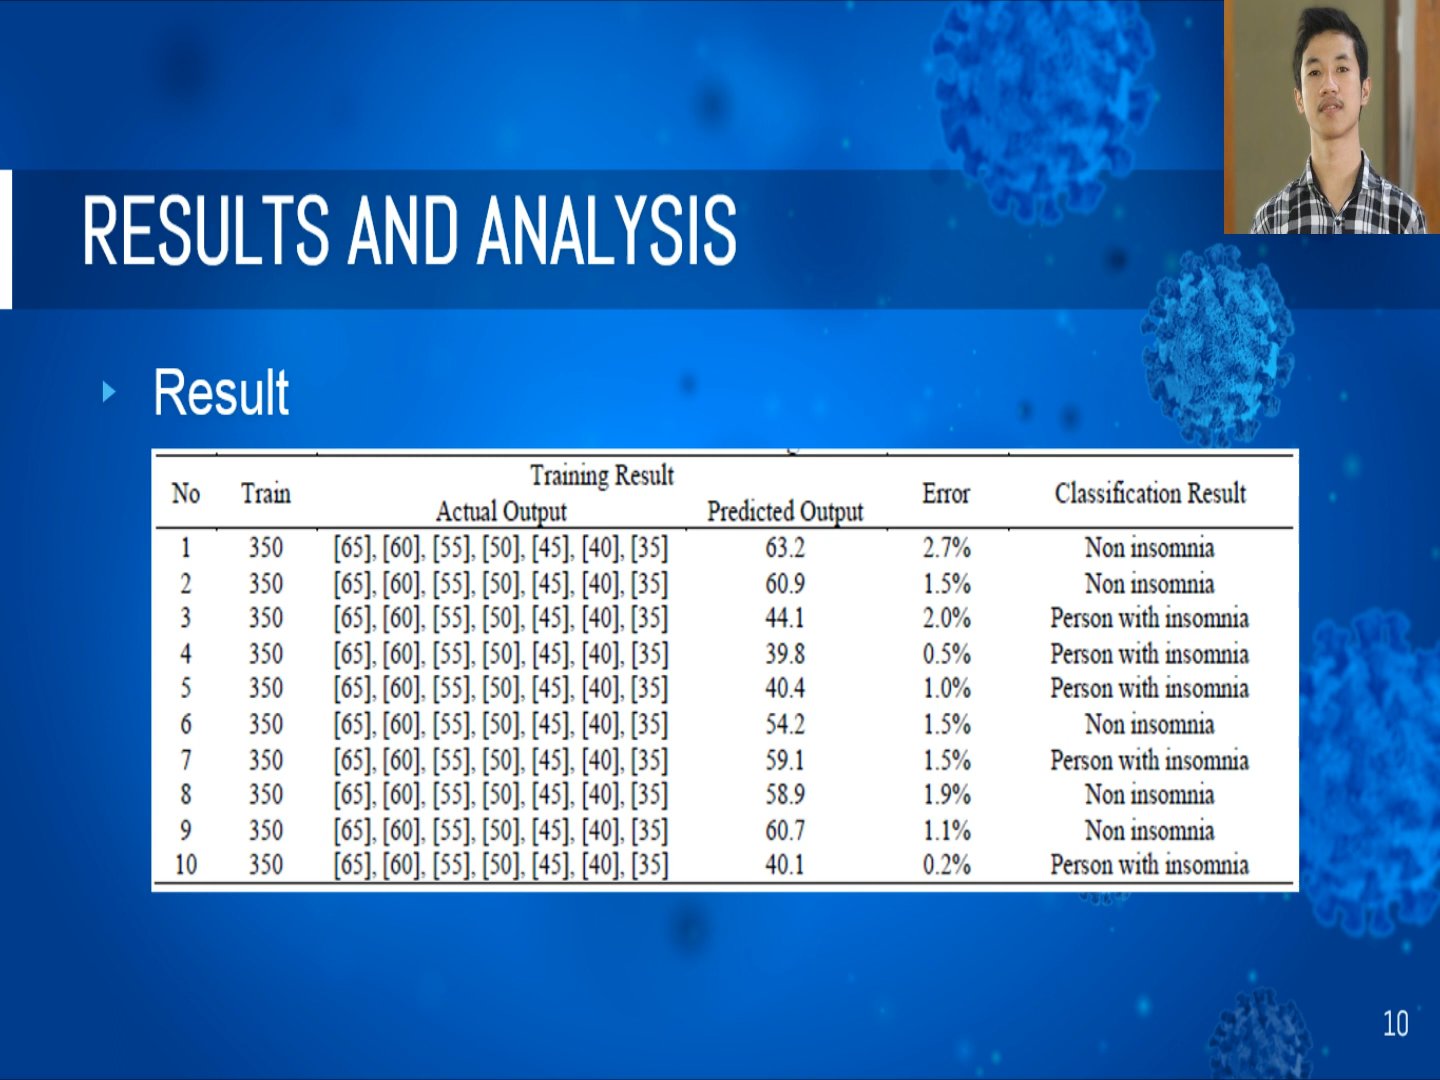 RESULTS AND ANALYSIS
Result
No Train Training Result Error Classification Result
Actual Output Predicted Output
1 350 [65], [60], [55], [50], [45], [40], [35] 63.2 2.7% Non insomnia
2 350 [65], [60], [55], [50], [45], [40], [35] 60.9 1.5% Non insomnia
3 350 [65], [60], [55], [50], [45], [40], [35] 44.1 2.0% Person with insomnia
4 350 [65], [60], [55], [50], [45], [40], [35] 39.8 0.5% Person with insomnia
5 350 [65], [60], [55], [50], [45], [40], [35] 40.4 1.0% Person with insomnia
6 350 [65], [60], [55], [50], [45], [40], [35] 54.2 1.5% Non insomnia
7 350 [65], [60], [55], [50], [45], [40], [35] 59.1 1.5% Person with insomnia
8 350 [65], [60], [55], [50], [45], [40], [35] 58.9 1.9% Non insomnia
9 350 [65], [60], [55], [50], [45], [40], [35] 60.7 1.1% Non insomnia
10 350 [65], [60], [55], [50], [45], [40], [35] 40.1 0.2% Person with insomnia
10